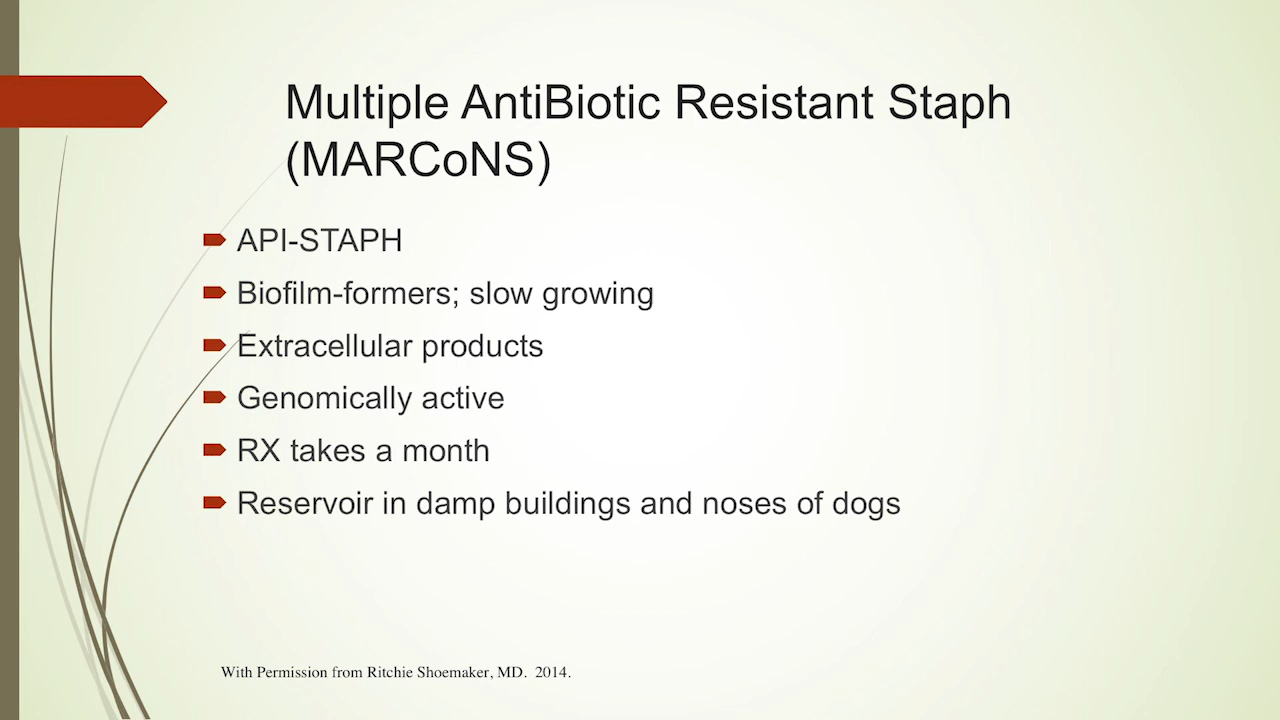 Multiple AntiBiotic Resistant Staph
(MARCoNS)
API-STAPH
Biofilm-formers; slow growing
Extracellular products
Genomically active
RX takes a month
Reservoir in damp buildings and noses of dogs
With Permission from Ritchie Shoemaker, MD.  2014.